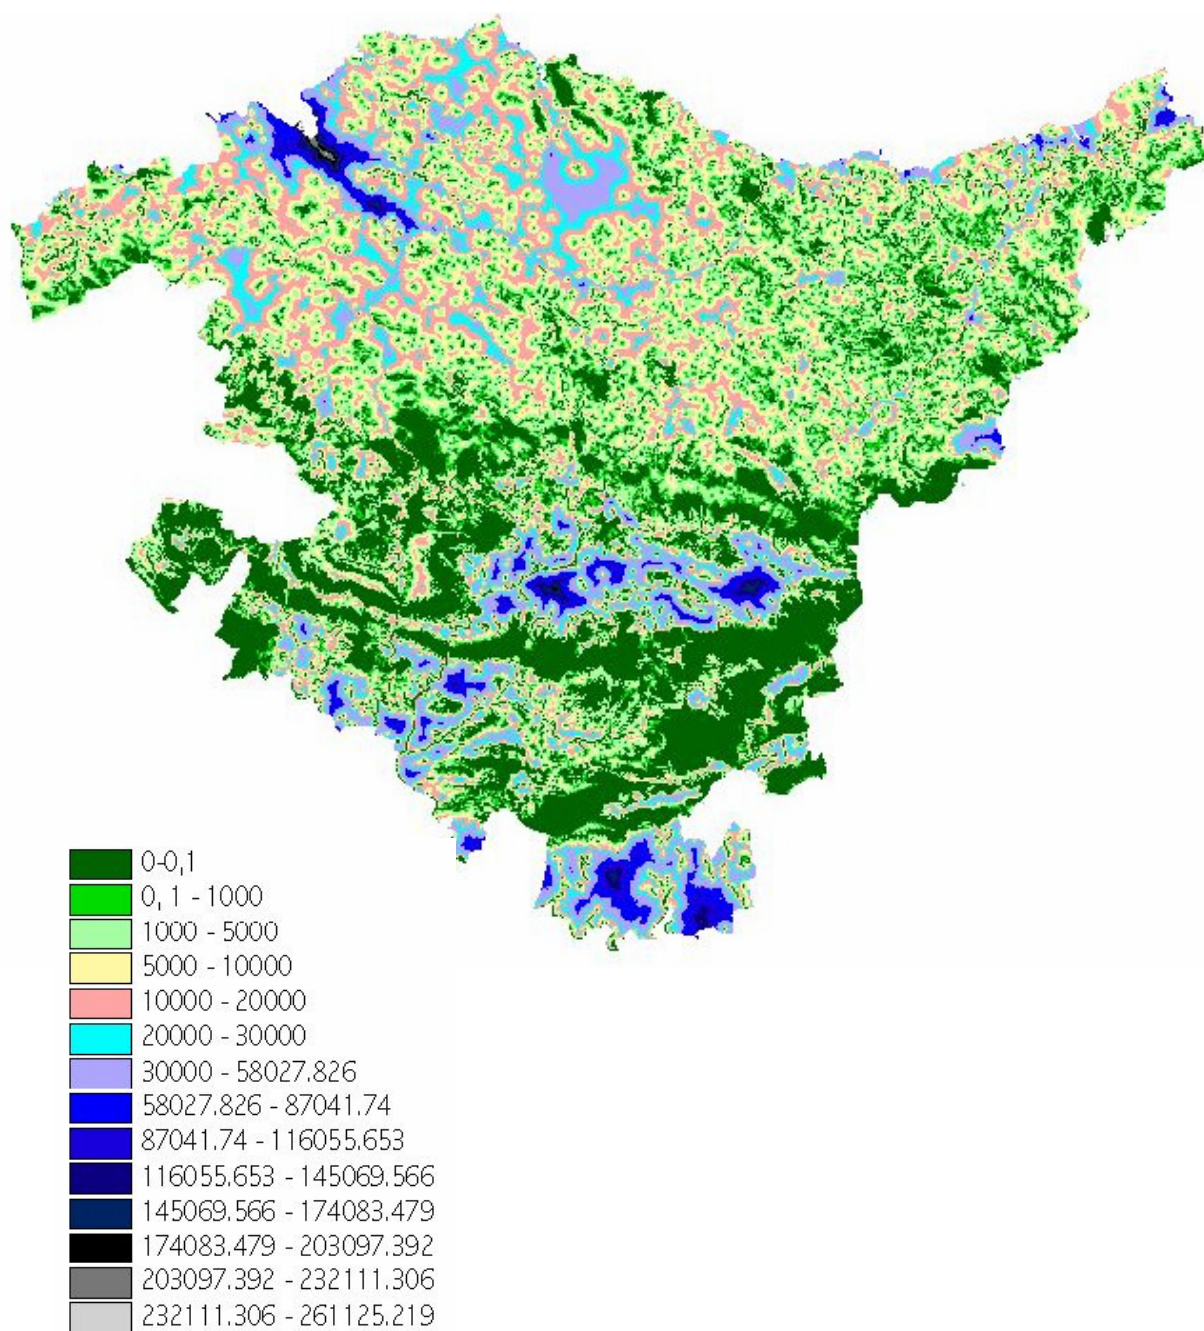 0-0,1
0, 1 - 1000
1000 - 5000
5000 - 10000
10000 - 20000
20000 - 30000
30000 - 58027.826
58027.826 - 87041.74
87041.74 - 116055.653
116055.653 - 145069.566
145069.566 - 174083.479
174083.479 - 203097.392
203097.392 - 232111.306
232111.306 - 261125.219